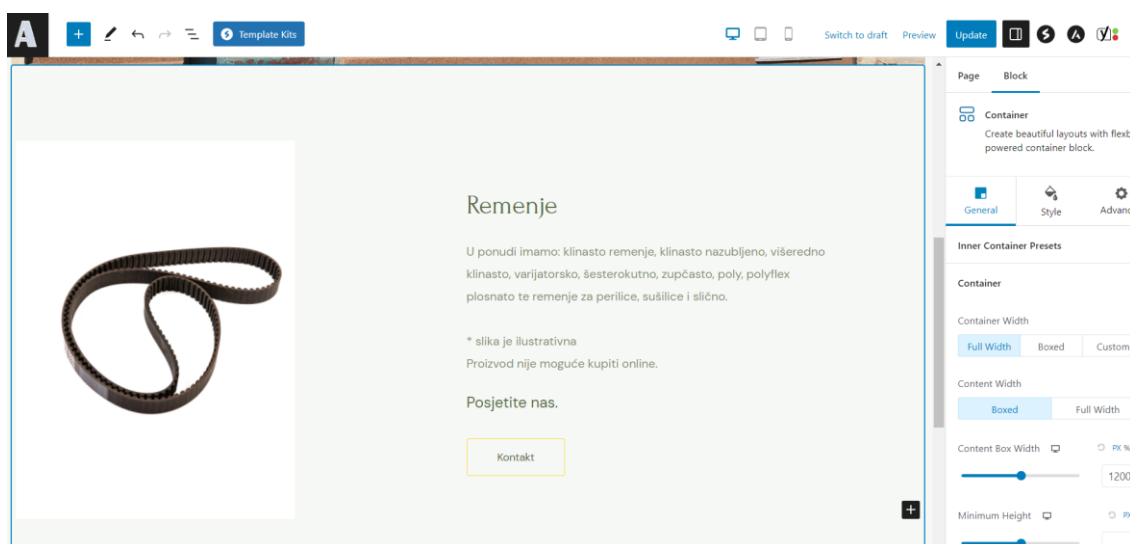 A
Template Kits
Switch to draft
Preview
Update
Page
Block
Container
Create beautiful layouts with flexb
powered container block.
General
Style
Advanc
Inner Container Presets
Container
Container Width
Full Width
Boxed
Custom
Content Width
Boxed
Full Width
Content Box Width
PX %
1200
Minimum Height
PX
Remenje
U ponudi imamo: klinasto remenje, klinasto nazubljeno, višeredno
klinasto, varijatorsko, šesterokutno, zupčasto, poly, polyflex
plosnato te remenje za perilice, sušilice i slično.
* slika je ilustrativna
Proizvod nije moguće kupiti online.
Posjetite nas.
Kontakt